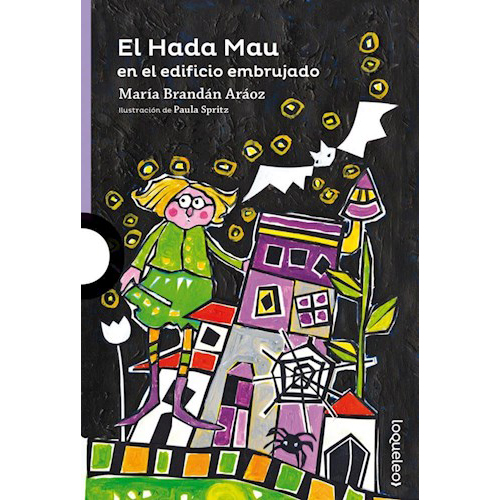 El Hada Mau
en el edificio embrujado
María Brandán Aráoz
Ilustración de Paula Spritz
loqueleo